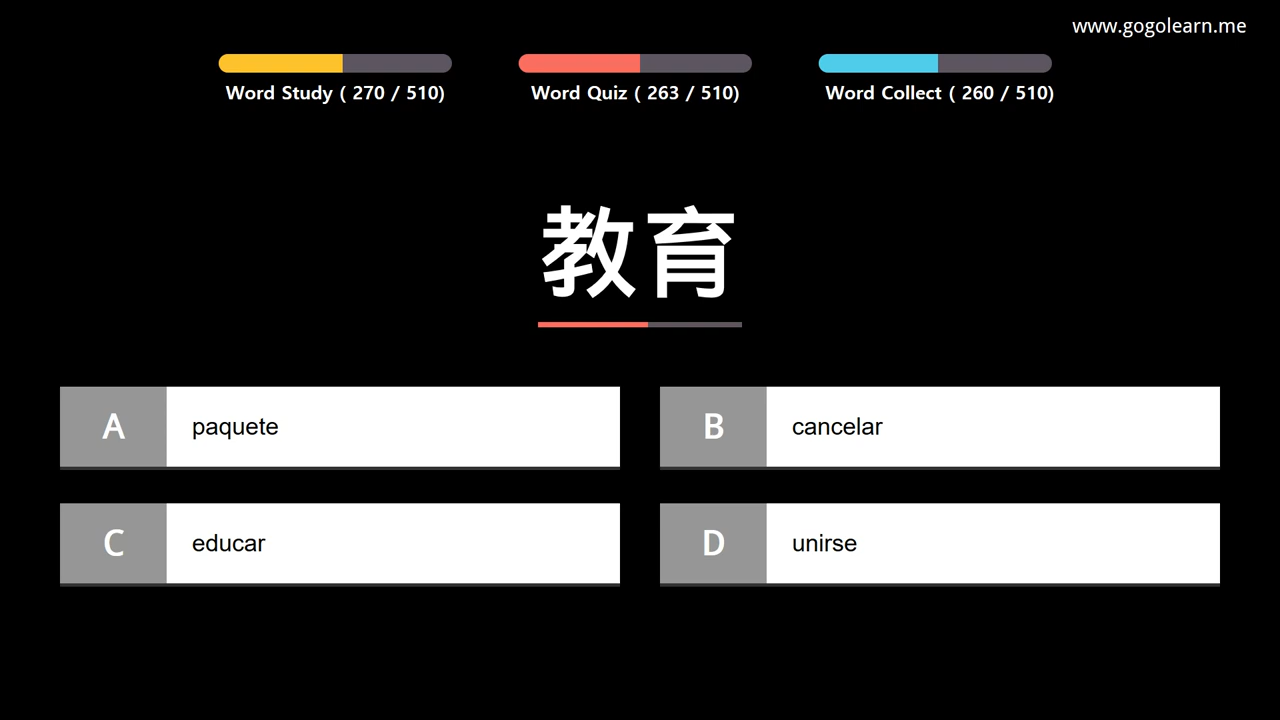 www.gogolearn.me
Word Study ( 270 / 510)
Word Quiz ( 263 / 510)
Word Collect ( 260 / 510)
教育
A paquete
B cancelar
C educar
D unirse